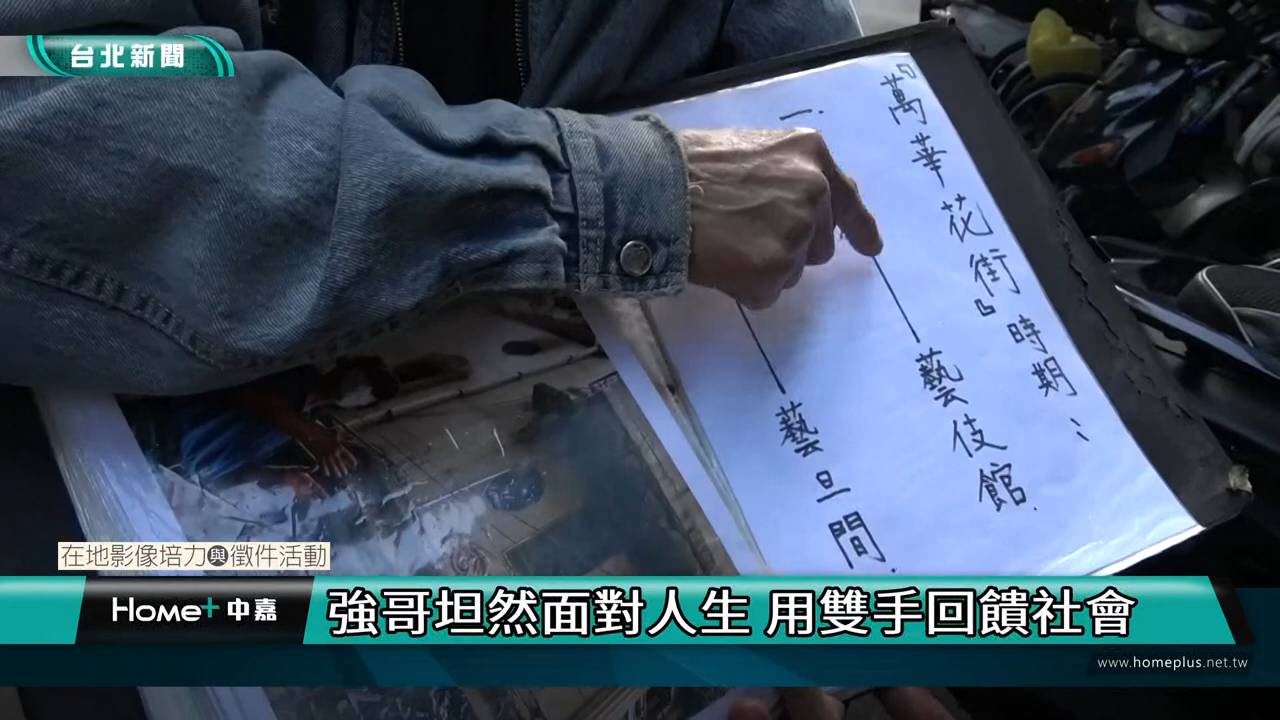 台北新聞
『萬華花街』時期：
一.
藝伎館.
藝旦間.
在地影像培力與徵件活動
Home+中嘉
強哥坦然面對人生 用雙手回饋社會
www.homeplus.net.tw